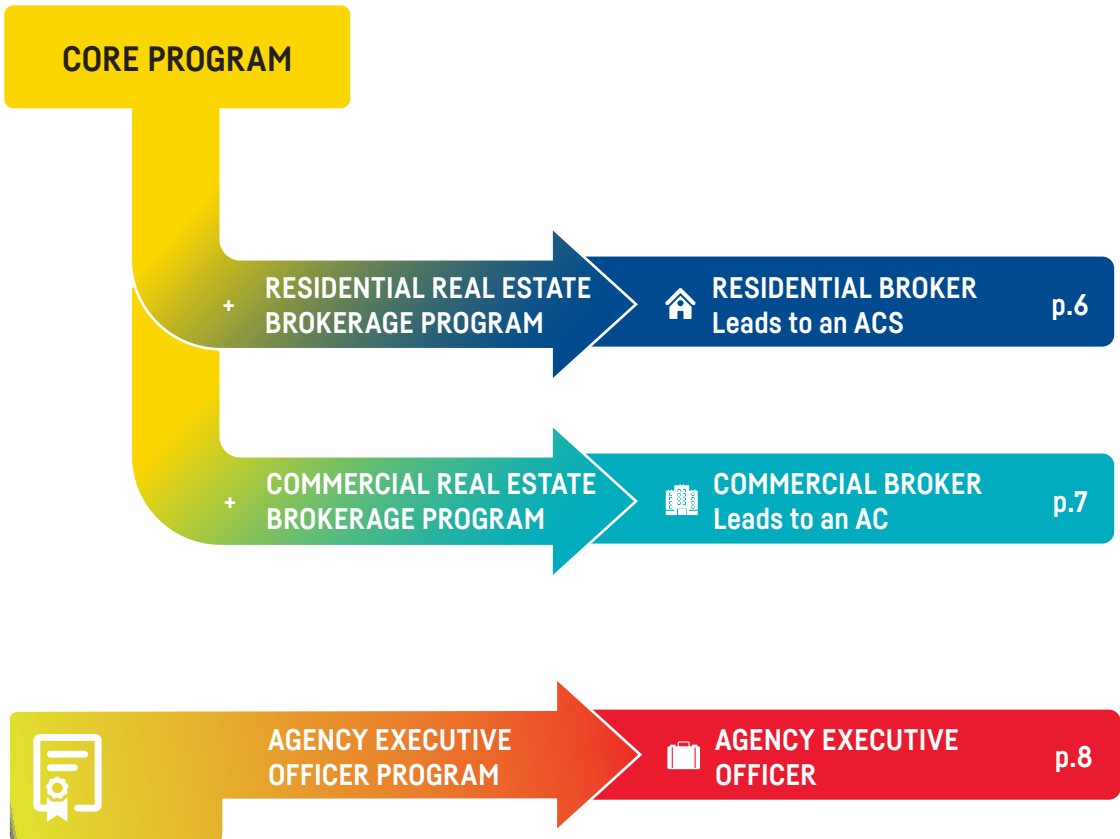 CORE PROGRAM
+ RESIDENTIAL REAL ESTATE
BROKERAGE PROGRAM
RESIDENTIAL BROKER
Leads to an ACS
p.6
+ COMMERCIAL REAL ESTATE
BROKERAGE PROGRAM
COMMERCIAL BROKER
Leads to an AC
p.7
AGENCY EXECUTIVE
OFFICER PROGRAM
AGENCY EXECUTIVE
OFFICER
p.8